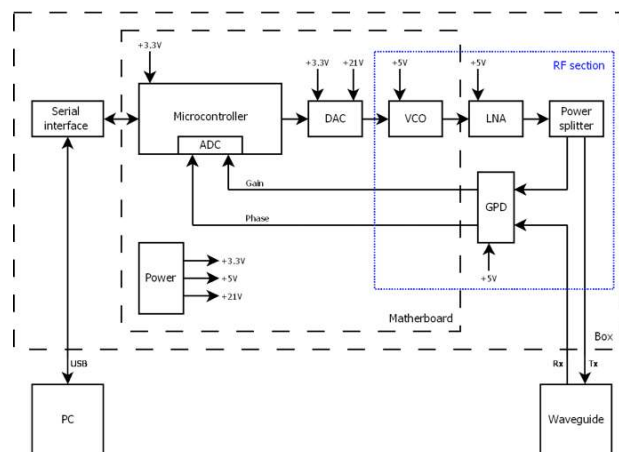 +3.3V
+3.3V
+21V
+5V
+5V
RF section
Serial
interface
Microcontroller
ADC
DAC
VCO
LNA
Power
splitter
Gain
GPD
Phase
+5V
Power
+3.3V
+5V
+21V
Matherboard
Box
USB
Rx
Tx
PC
Waveguide